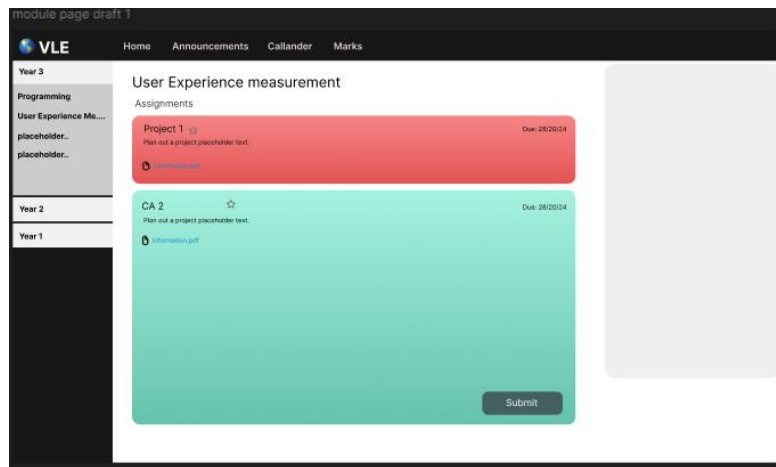 module page draft 1
VLE
Home Announcements Callander Marks
Year 3
Programming
User Experience Me....
placeholder..
placeholder..
Year 2
Year 1
User Experience measurement
Assignments
Project 1
Due: 28/20/24
Plan out a project placeholder text.
Information.pdf
CA 2
Due: 28/20/24
Plan out a project placeholder text.
Information.pdf
Submit